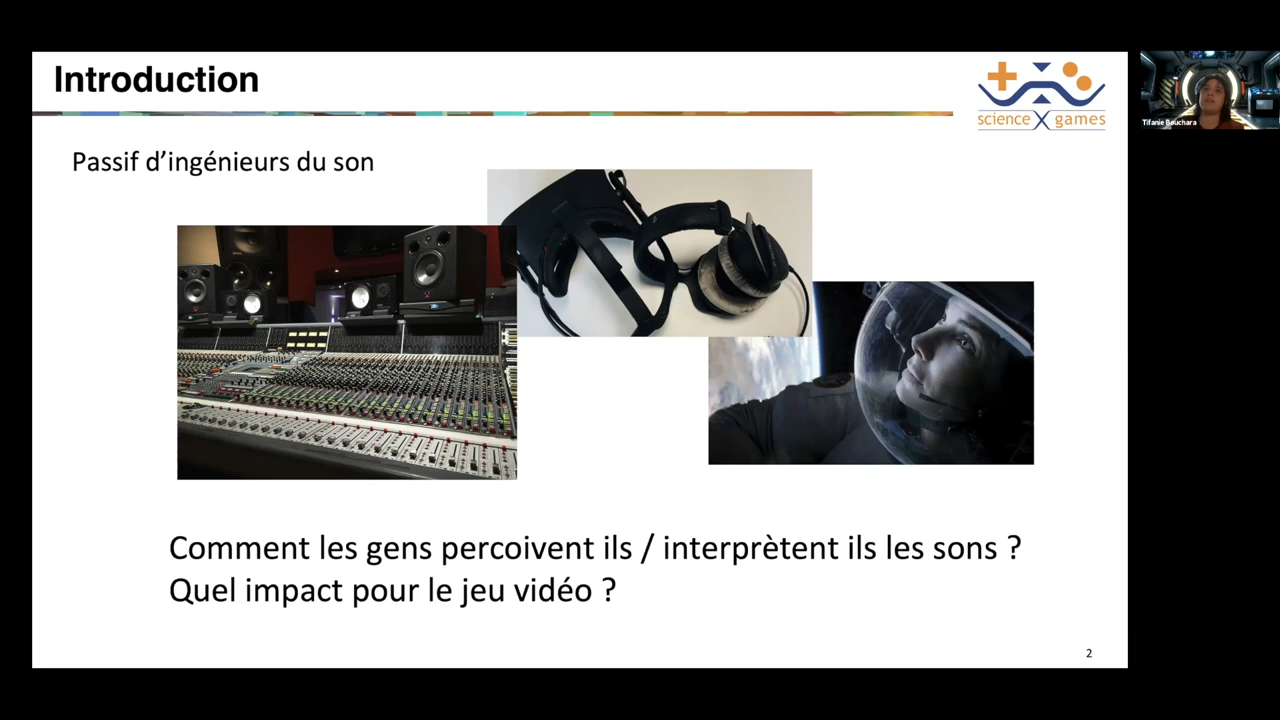 Introduction
science X games
Tifanie Bouchara
Passif d’ingénieurs du son
Comment les gens percoivent ils / interprètent ils les sons ?
Quel impact pour le jeu vidéo ?
2